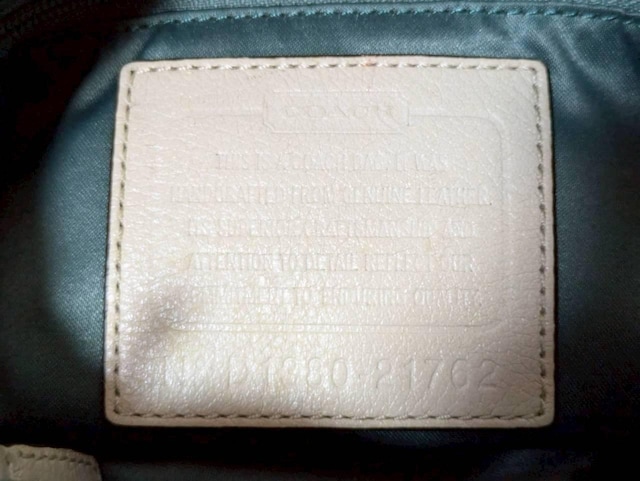 COACH
THIS IS A COACH BAG. IT WAS
HANDCRAFTED FROM GENUINE LEATHER.
ITS SUPERIOR CRAFTSMANSHIP AND
ATTENTION TO DETAIL REFLECT OUR
COMMITMENT TO ENDURING QUALITY.
-21762